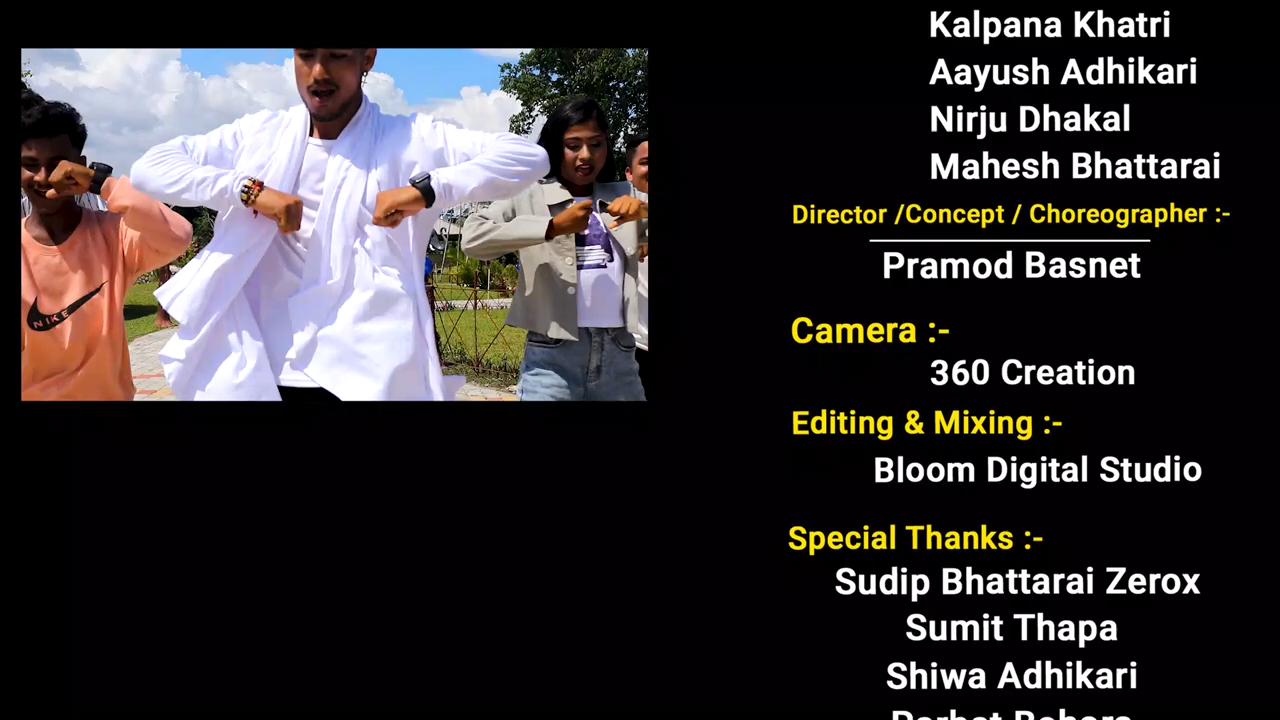 Kalpana Khatri
Aayush Adhikari
Nirju Dhakal
Mahesh Bhattarai
Director /Concept / Choreographer :-
Pramod Basnet
Camera :-
360 Creation
Editing & Mixing :-
Bloom Digital Studio
Special Thanks :-
Sudip Bhattarai Zerox
Sumit Thapa
Shiwa Adhikari
NIKE